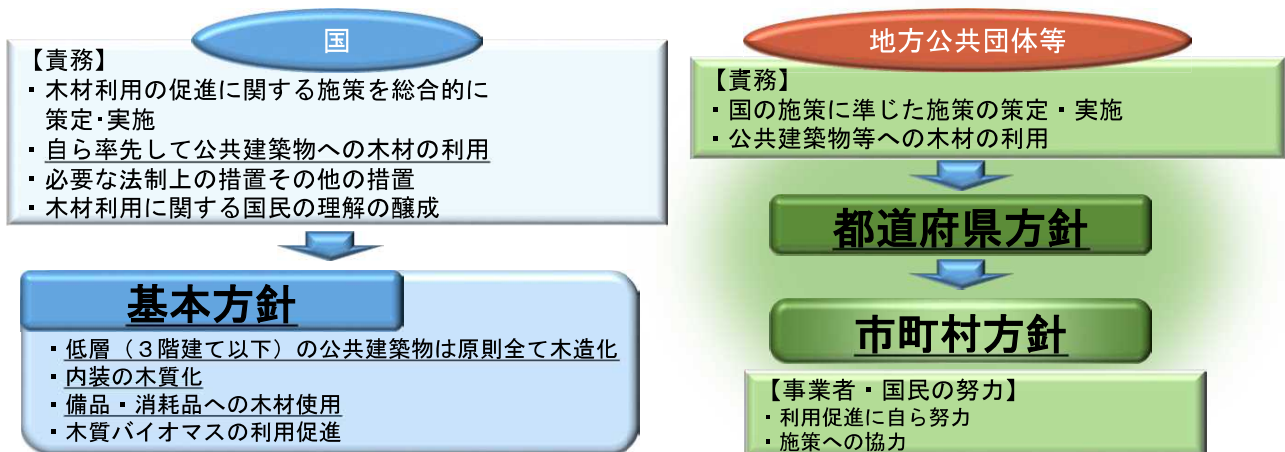 国
【責務】
・木材利用の促進に関する施策を総合的に
策定・実施
・自ら率先して公共建築物への木材の利用
・必要な法制上の措置その他の措置
・木材利用に関する国民の理解の醸成
基本方針
・低層（３階建て以下）の公共建築物は原則全て木造化
・内装の木質化
・備品・消耗品への木材使用
・木質バイオマスの利用促進
地方公共団体等
【責務】
・国の施策に準じた施策の策定・実施
・公共建築物等への木材の利用
都道府県方針
市町村方針
【事業者・国民の努力】
・利用促進に自ら努力
・施策への協力